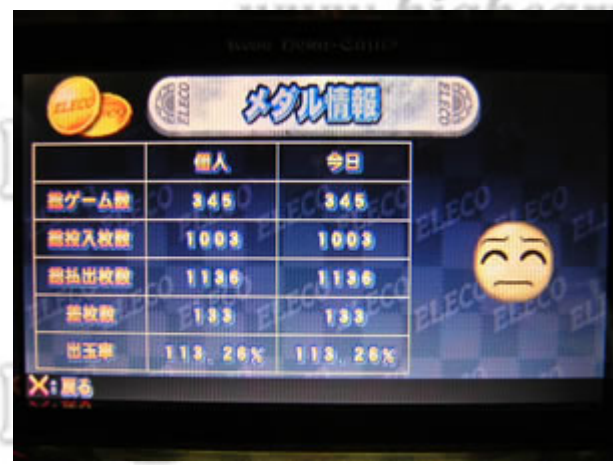 ELECO
メダル情報
ELECO
ELECO
個人 今日
総ゲーム数 345 345
総投入枚数 1003 1003
総払出枚数 1136 1136
差枚数 133 133
出玉率 113.26% 113.26%
×:戻る